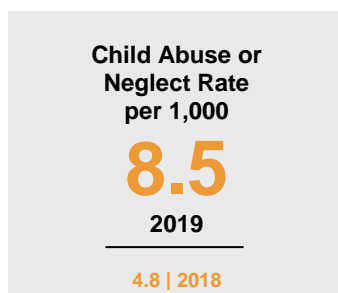 Child Abuse or
Neglect Rate
per 1,000
8.5
2019
4.8 | 2018